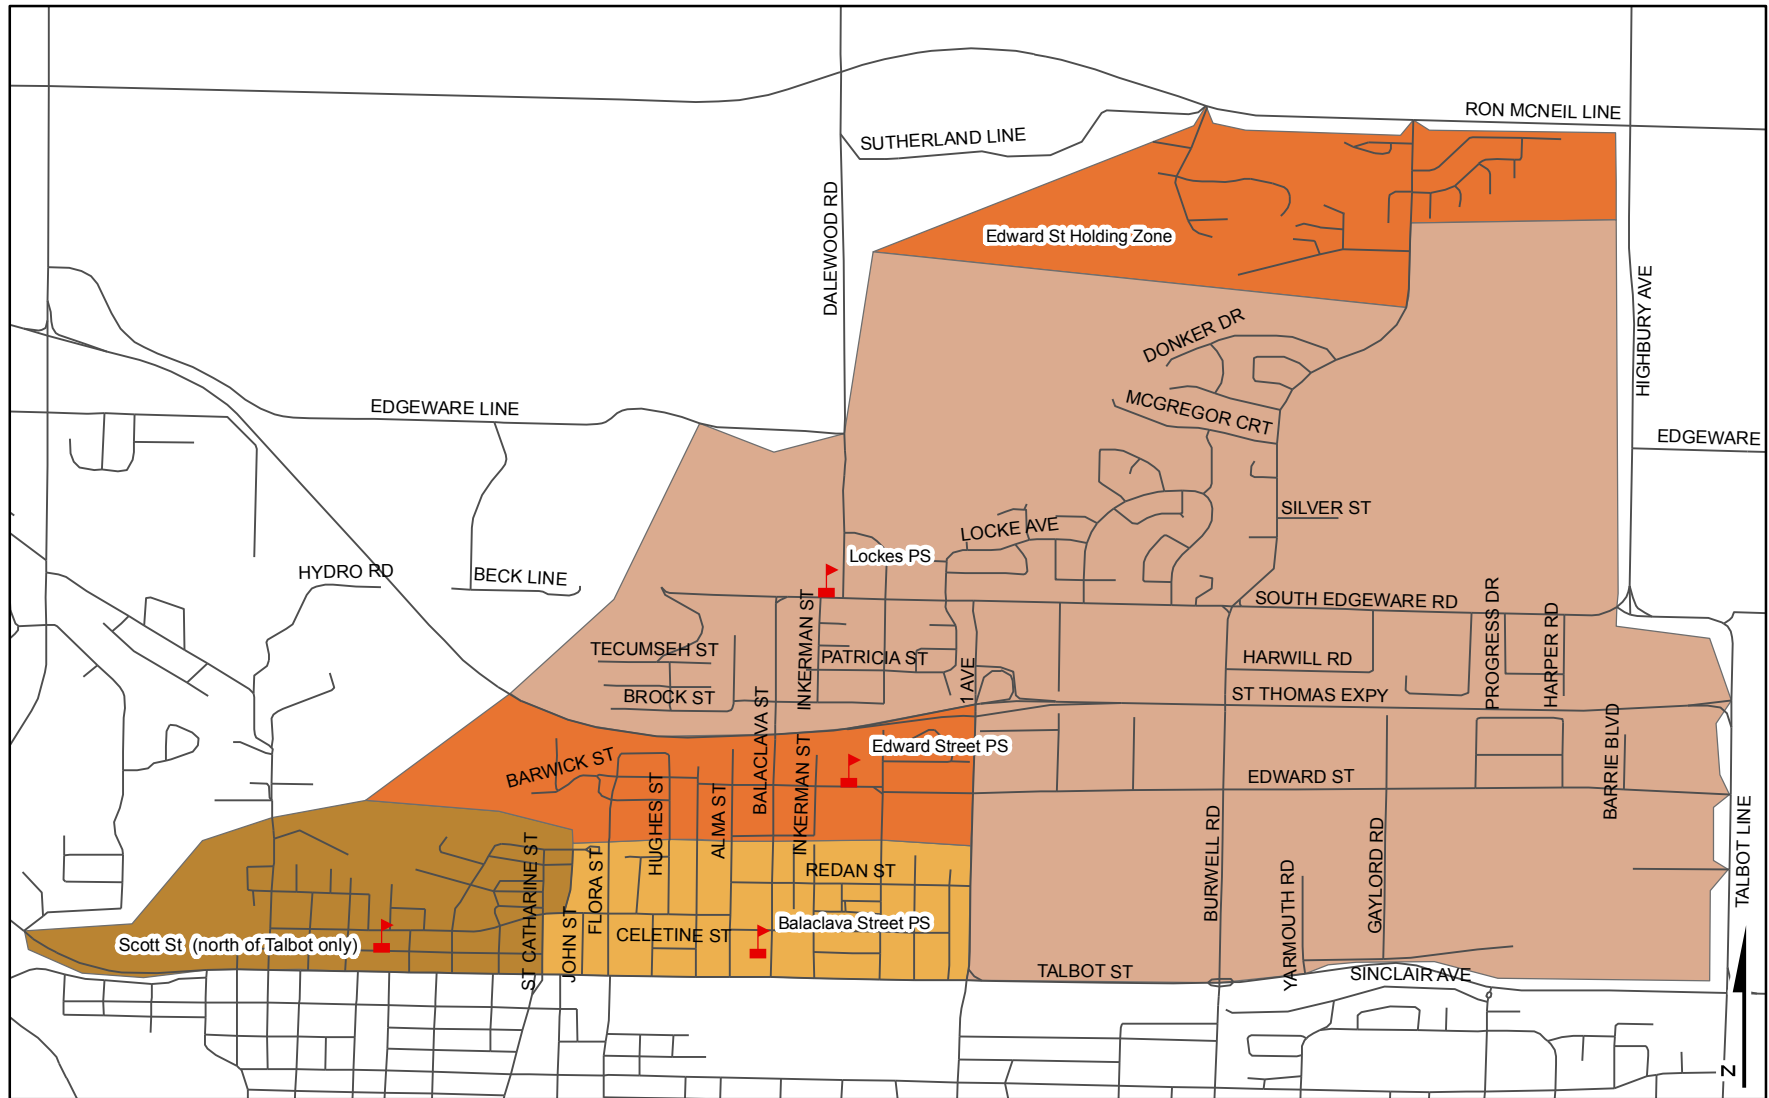 RON MCNEIL LINE
SUTHERLAND LINE
DALEWOOD RD
Edward St Holding Zone
HIGHBURY AVE
DONKER DR
MCGREGOR CRT
EDGEWARE LINE
EDGEWARE
SILVER ST
LOCKE AVE
Lockes PS
HYDRO RD
BECK LINE
SOUTH EDGEWARE RD
PROGRESS DR
HARPER RD
INKERMAN ST
TECUMSEH ST
PATRICIA ST
HARWILL RD
1 AVE
BROCK ST
ST THOMAS EXPY
BALACLAVA ST
BARRIE BLVD
Edward Street PS
INKERMAN ST
BARWICK ST
EDWARD ST
HUGHES ST
ALMA ST
TALBOT LINE
BURWELL RD
GAYLORD RD
YARMOUTH RD
ST CATHARINE ST
FLORA ST
REDAN ST
JOHN ST
Balaclava Street PS
CELETINE ST
Scott St (north of Talbot only)
TALBOT ST
SINCLAIR AVE
Z